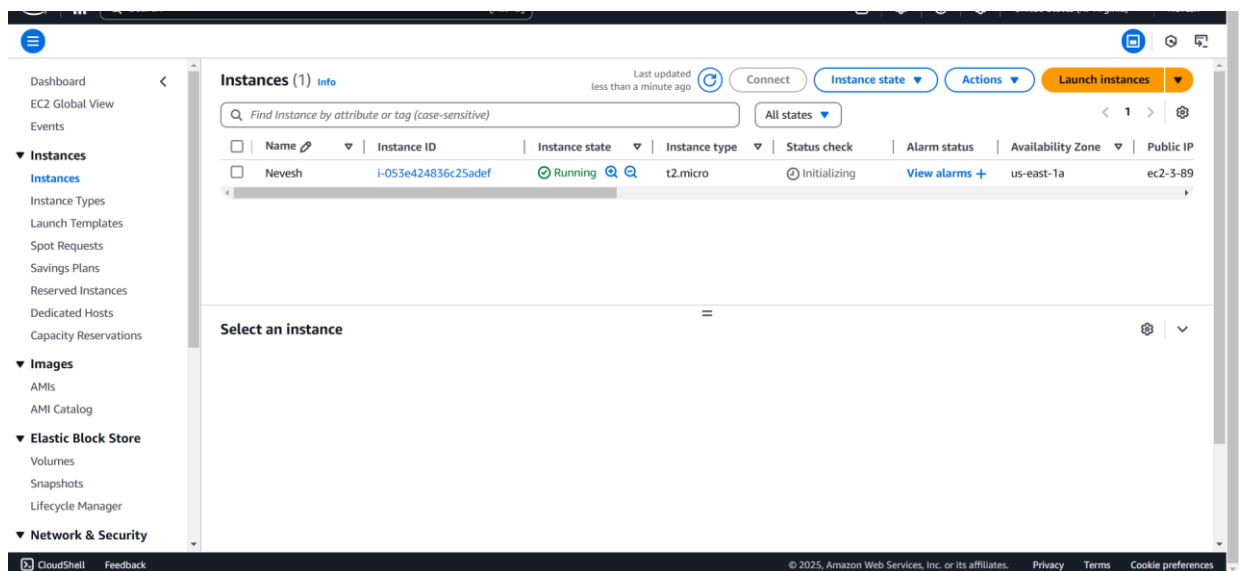 Dashboard
EC2 Global View
Events
Instances
Instances
Instance Types
Launch Templates
Spot Requests
Savings Plans
Reserved Instances
Dedicated Hosts
Capacity Reservations
Images
AMIs
AMI Catalog
Elastic Block Store
Volumes
Snapshots
Lifecycle Manager
Network & Security
Instances (1) Info
Last updated
less than a minute ago
Connect
Instance state
Actions
Launch instances
Find Instance by attribute or tag (case-sensitive)
All states
1
Name Instance ID Instance state Instance type Status check Alarm status Availability Zone Public IP
Nevesh i-053e424836c25adef Running t2.micro Initializing View alarms + us-east-1a ec2-3-89
Select an instance
CloudShell Feedback © 2025, Amazon Web Services, Inc. or its affiliates. Privacy Terms Cookie preferences